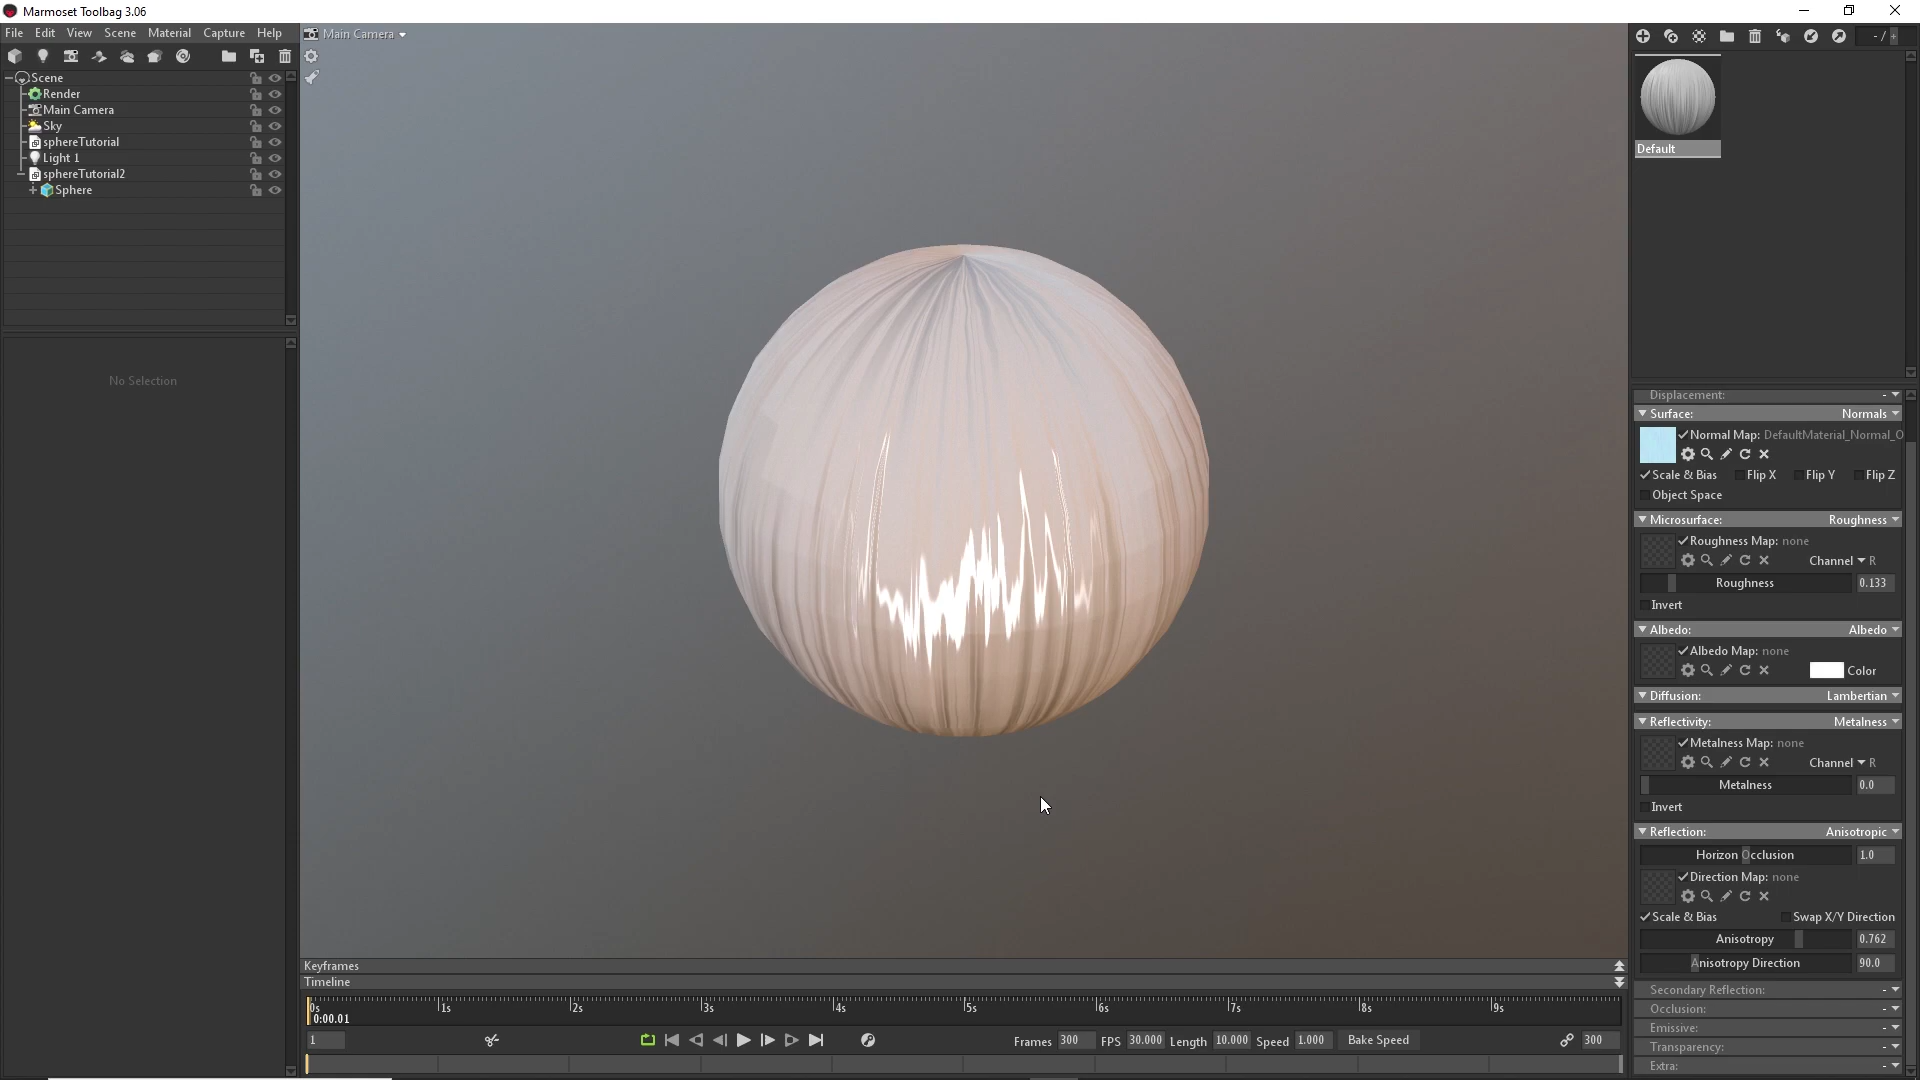 Marmoset Toolbag 3.06
File Edit View Scene Material Capture Help
Scene
Render
Main Camera
Sky
sphereTutorial
Light 1
sphereTutorial2
Sphere
No Selection
Main Camera
- / +
Default
Displacement: -
Surface: Normals
Normal Map: DefaultMaterial_Normal_O
Scale & Bias Flip X Flip Y Flip Z
Object Space
Microsurface: Roughness
Roughness Map: none
Channel R
Roughness 0.133
Invert
Albedo: Albedo
Albedo Map: none
Color
Diffusion: Lambertian
Reflectivity: Metalness
Metalness Map: none
Channel R
Metalness 0.0
Invert
Reflection: Anisotropic
Horizon Occlusion 1.0
Direction Map: none
Scale & Bias Swap X/Y Direction
Anisotropy 0.762
Anisotropy Direction 90.0
Secondary Reflection: -
Occlusion: -
Emissive: -
Transparency: -
Extra: -
Keyframes
Timeline
0s 1s 2s 3s 4s 5s 6s 7s 8s 9s
0:00.01
1 Frames 300 FPS 30.000 Length 10.000 Speed 1.000 Bake Speed 300